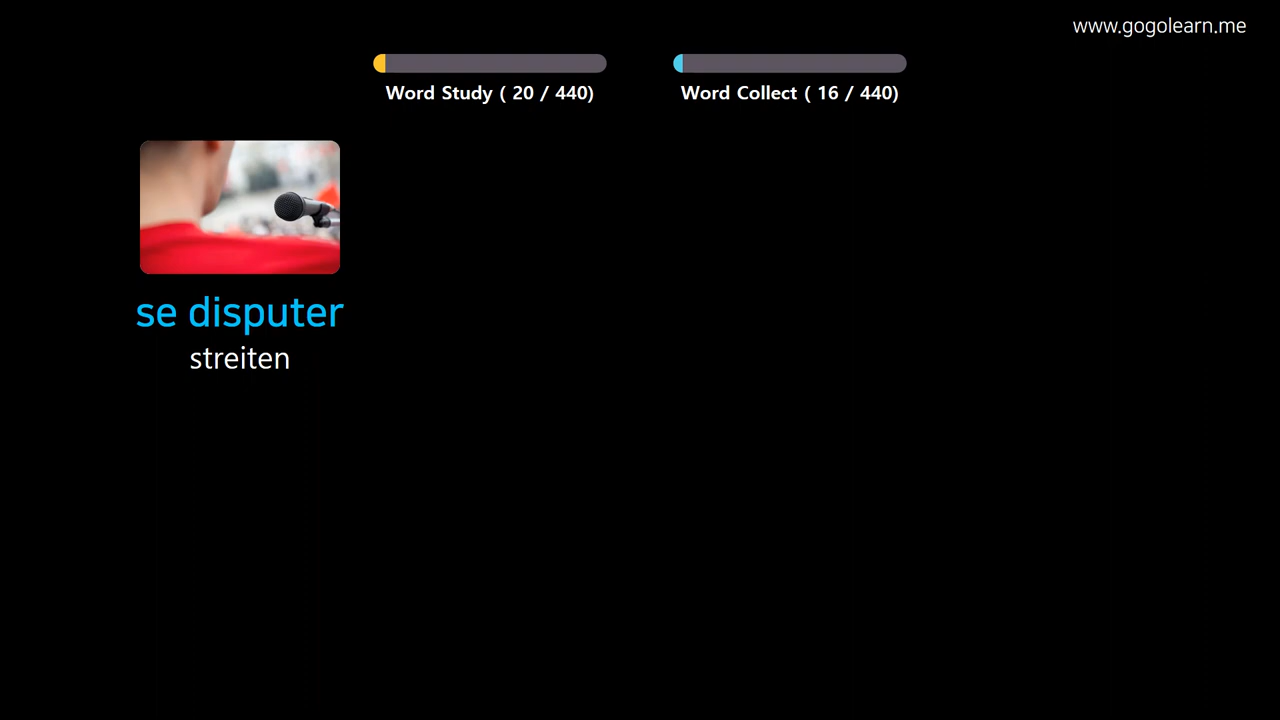 www.gogolearn.me
Word Study ( 20 / 440)
Word Collect ( 16 / 440)
se disputer
streiten